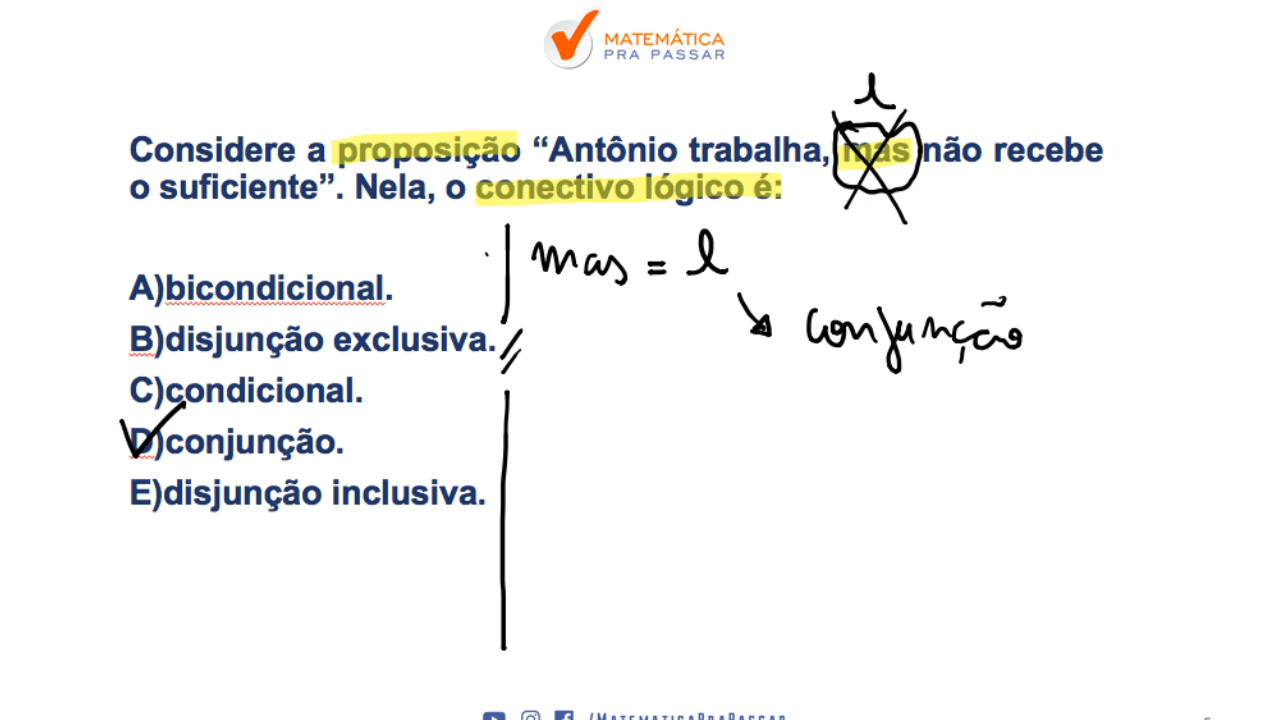 MATEMÁTICA
PRA PASSAR
e
Considere a proposição “Antônio trabalha, mas não recebe
o suficiente”. Nela, o conectivo lógico é:
mas = e
conjunção
A)bicondicional.
B)disjunção exclusiva.
C)condicional.
D)conjunção.
E)disjunção inclusiva.
/MATEMATICAPRAPASSAR